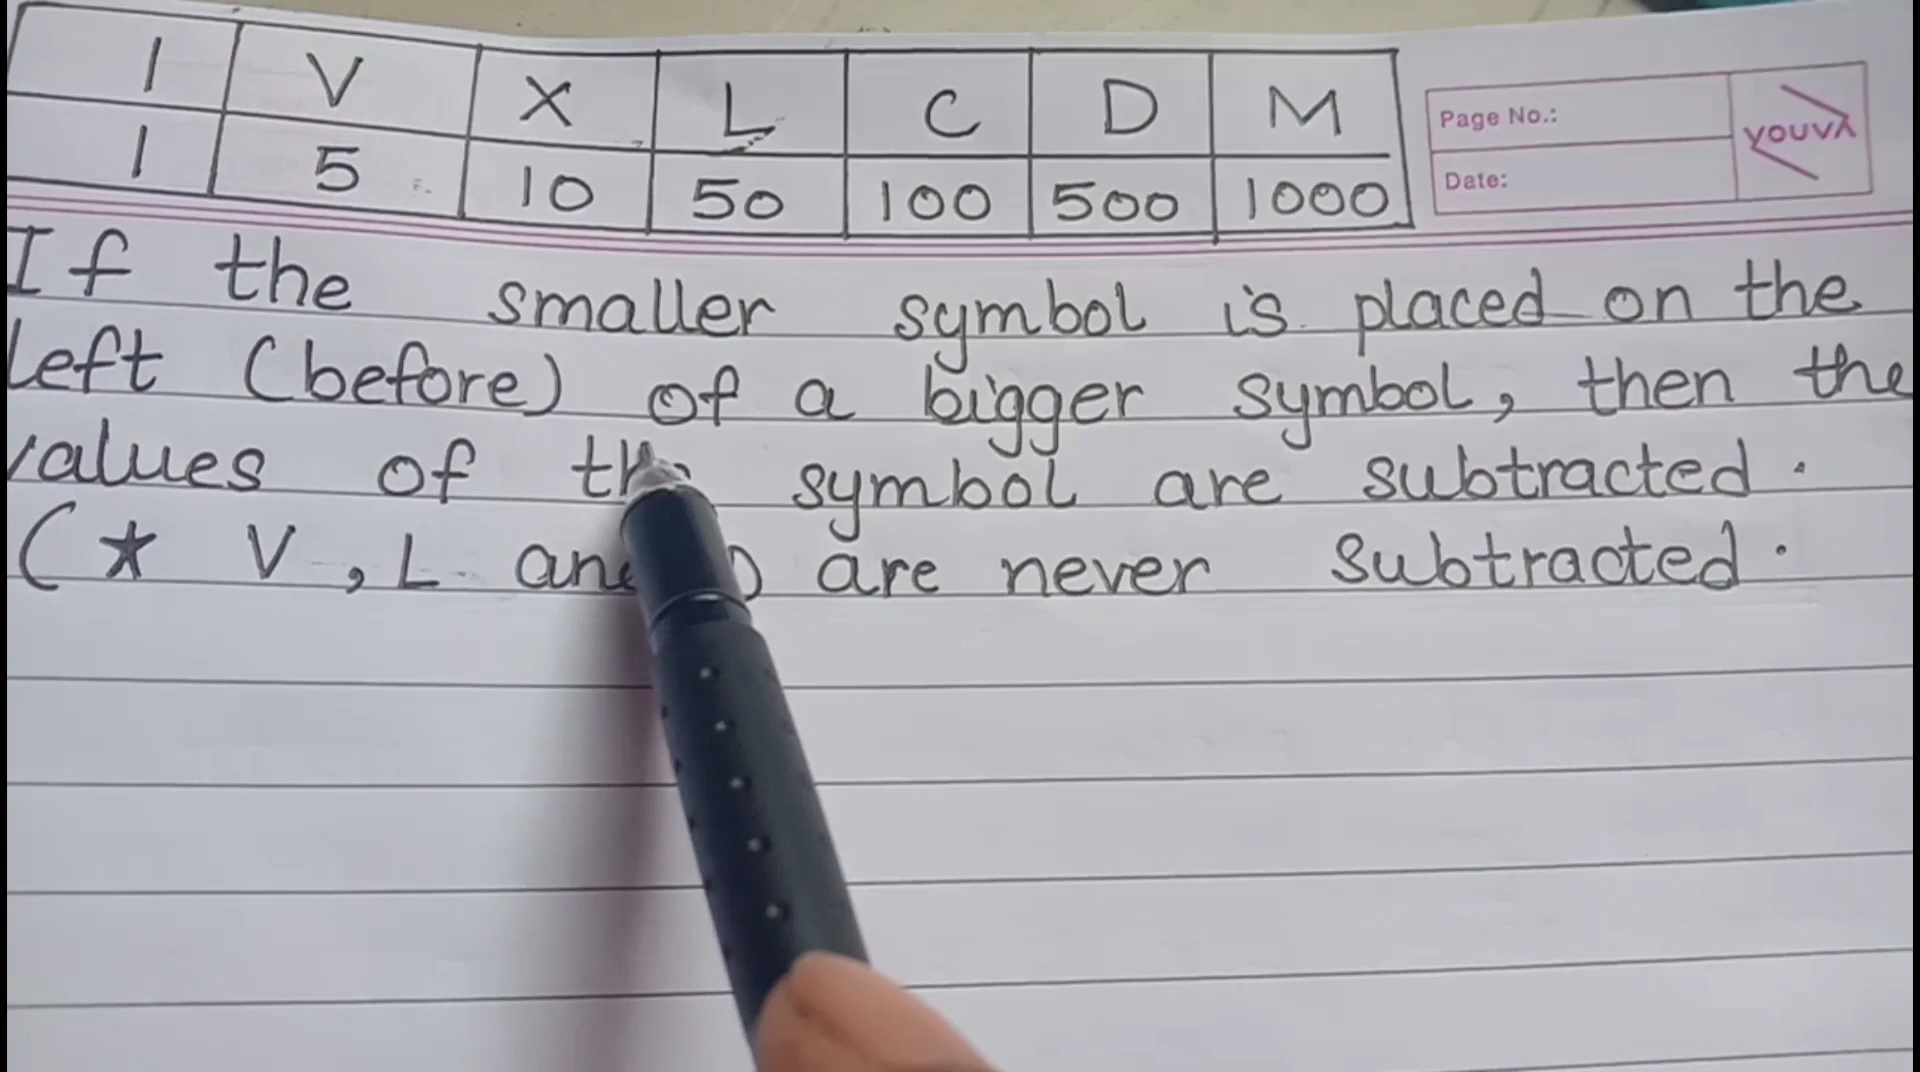 I V X L C D M
1 5 10 50 100 500 1000
Page No.:
Date:
YOUVA
If the smaller symbol is placed on the
left (before) of a bigger symbol, then the
values of the symbol are subtracted.
(* V, L and D are never subtracted.